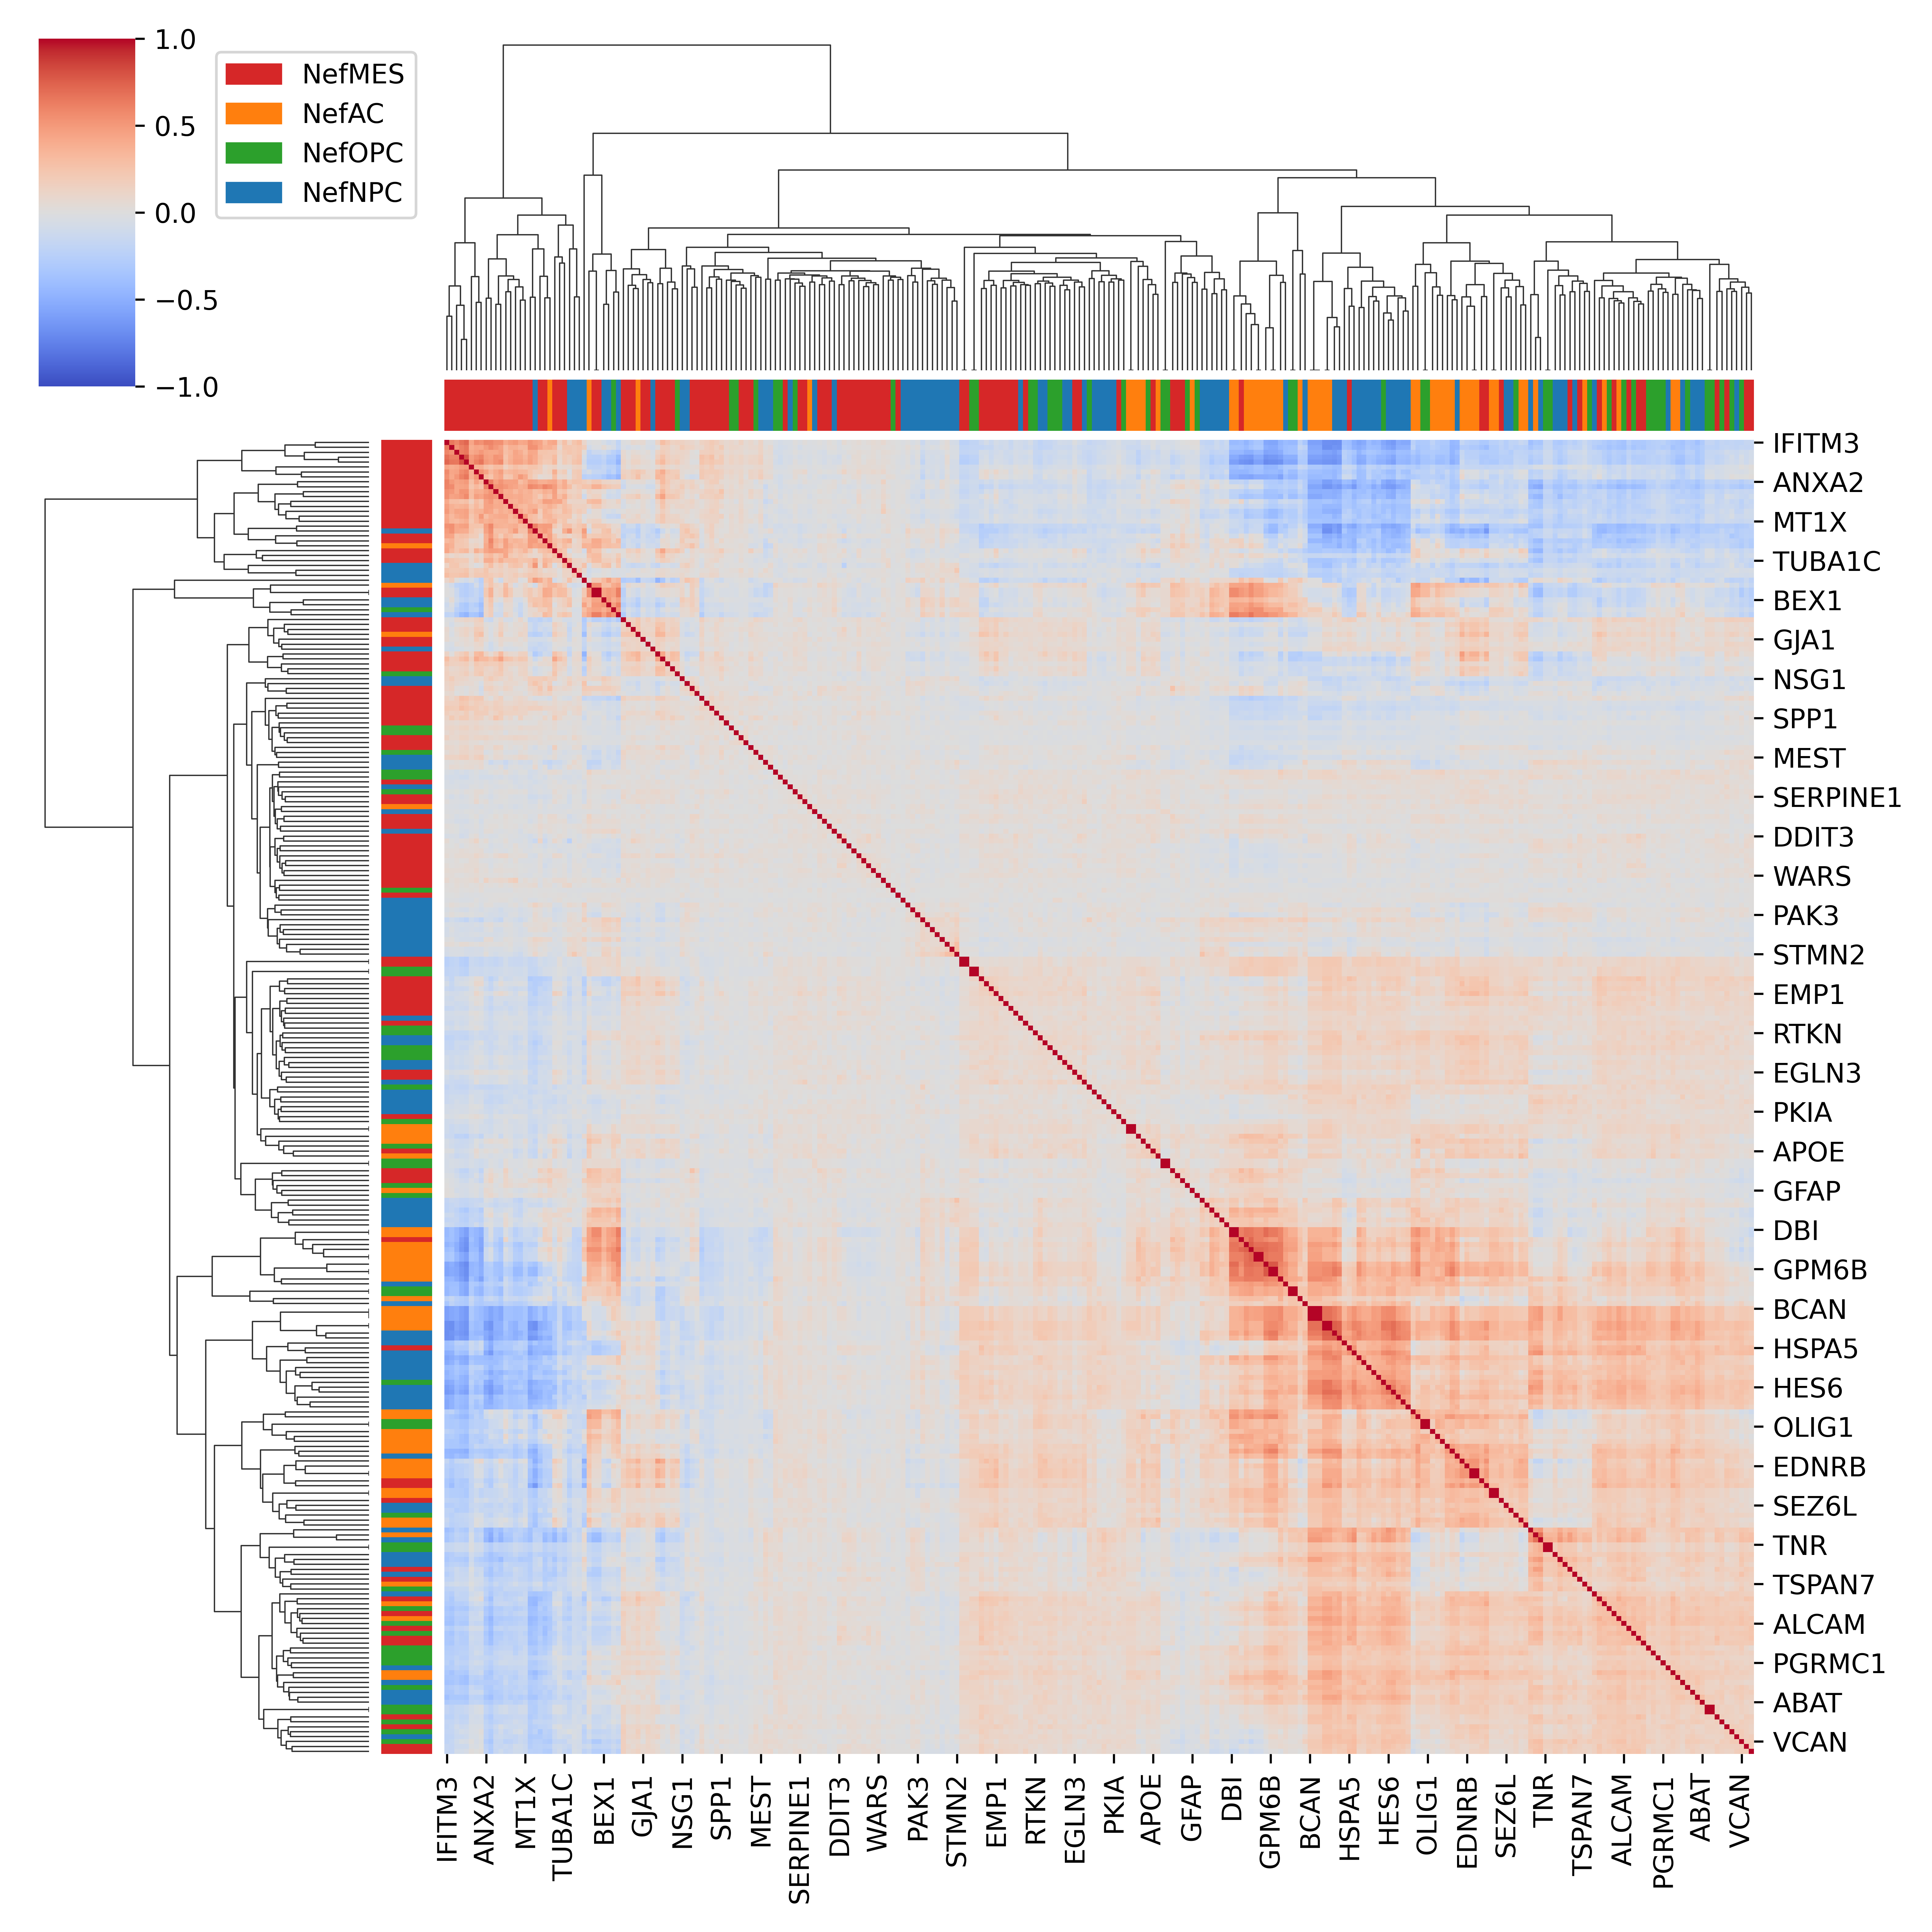 1.0
0.5
0.0
−0.5
−1.0
NefMES
NefAC
NefOPC
NefNPC
IFITM3
ANXA2
MT1X
TUBA1C
BEX1
GJA1
NSG1
SPP1
MEST
SERPINE1
DDIT3
WARS
PAK3
STMN2
EMP1
RTKN
EGLN3
PKIA
APOE
GFAP
DBI
GPM6B
BCAN
HSPA5
HES6
OLIG1
EDNRB
SEZ6L
TNR
TSPAN7
ALCAM
PGRMC1
ABAT
VCAN
IFITM3
ANXA2
MT1X
TUBA1C
BEX1
GJA1
NSG1
SPP1
MEST
SERPINE1
DDIT3
WARS
PAK3
STMN2
EMP1
RTKN
EGLN3
PKIA
APOE
GFAP
DBI
GPM6B
BCAN
HSPA5
HES6
OLIG1
EDNRB
SEZ6L
TNR
TSPAN7
ALCAM
PGRMC1
ABAT
VCAN